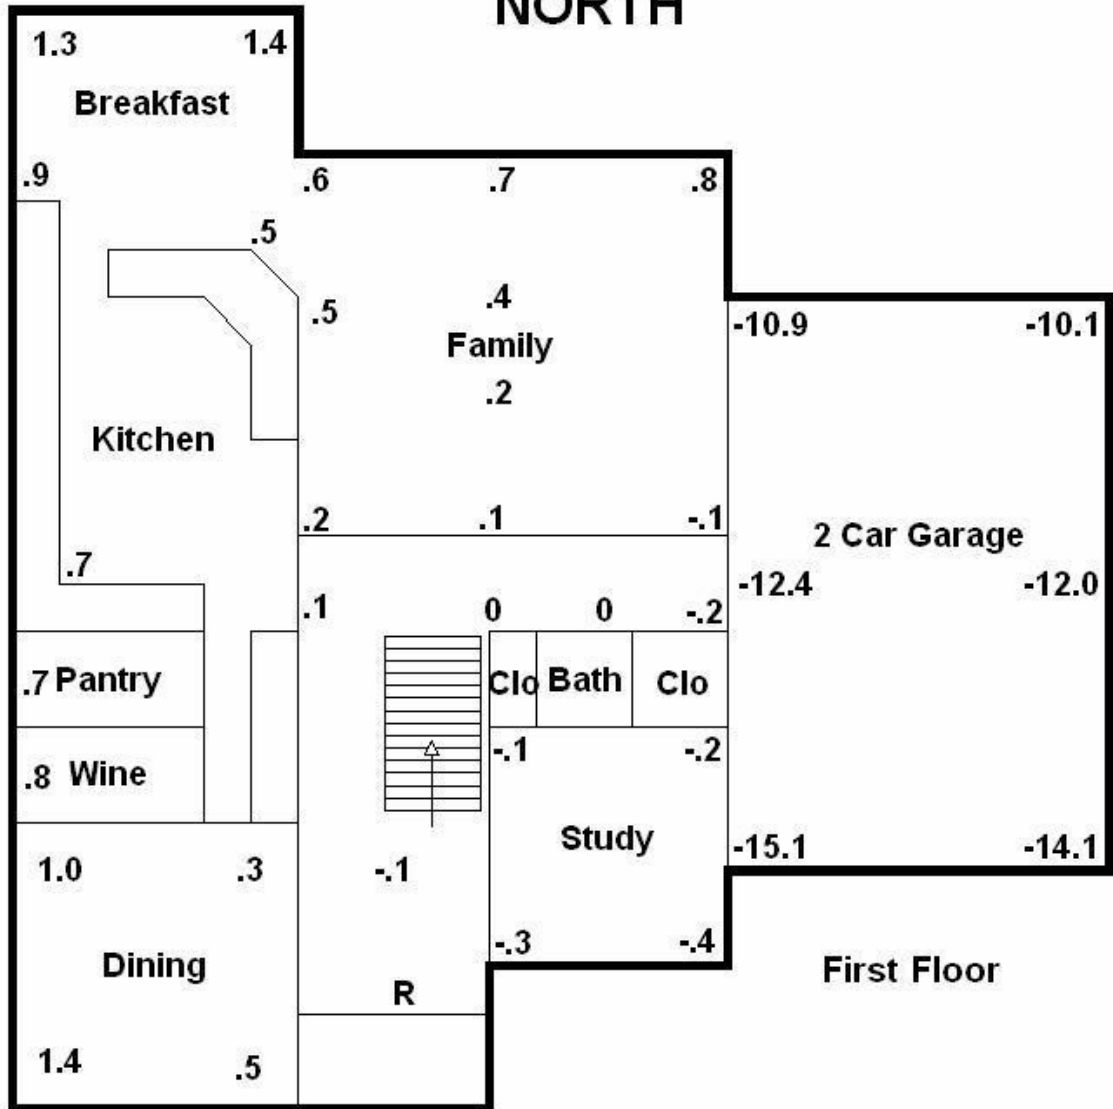 NORTH
1.3 1.4
Breakfast
.9 .6 .7 .8
.5
.5 .4 -10.9 -10.1
Family
.2
Kitchen
.2 .1 -.1 2 Car Garage
.7 -12.4 -12.0
.1 0 0 -.2
.7 Pantry Clo Bath Clo
-.1 -.2
.8 Wine
Study -15.1 -14.1
1.0 .3 -.1
-.3 -.4
Dining First Floor
R
1.4 .5